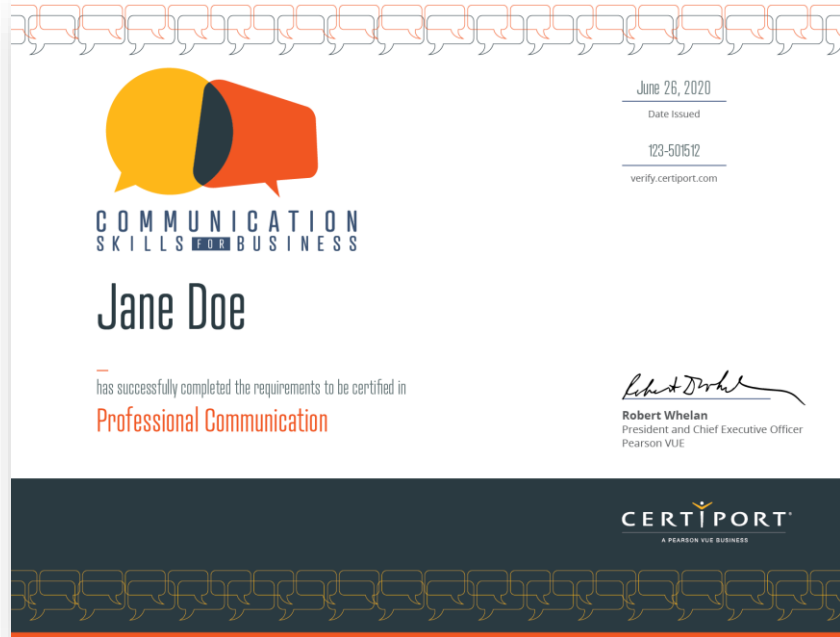 June 26, 2020
Date Issued
123-501512
verify.certiport.com
COMMUNICATION
SKILLS FOR BUSINESS
Jane Doe
has successfully completed the requirements to be certified in
Professional Communication
Robert Whelan
President and Chief Executive Officer
Pearson VUE
CERTIPORT
A PEARSON VUE BUSINESS